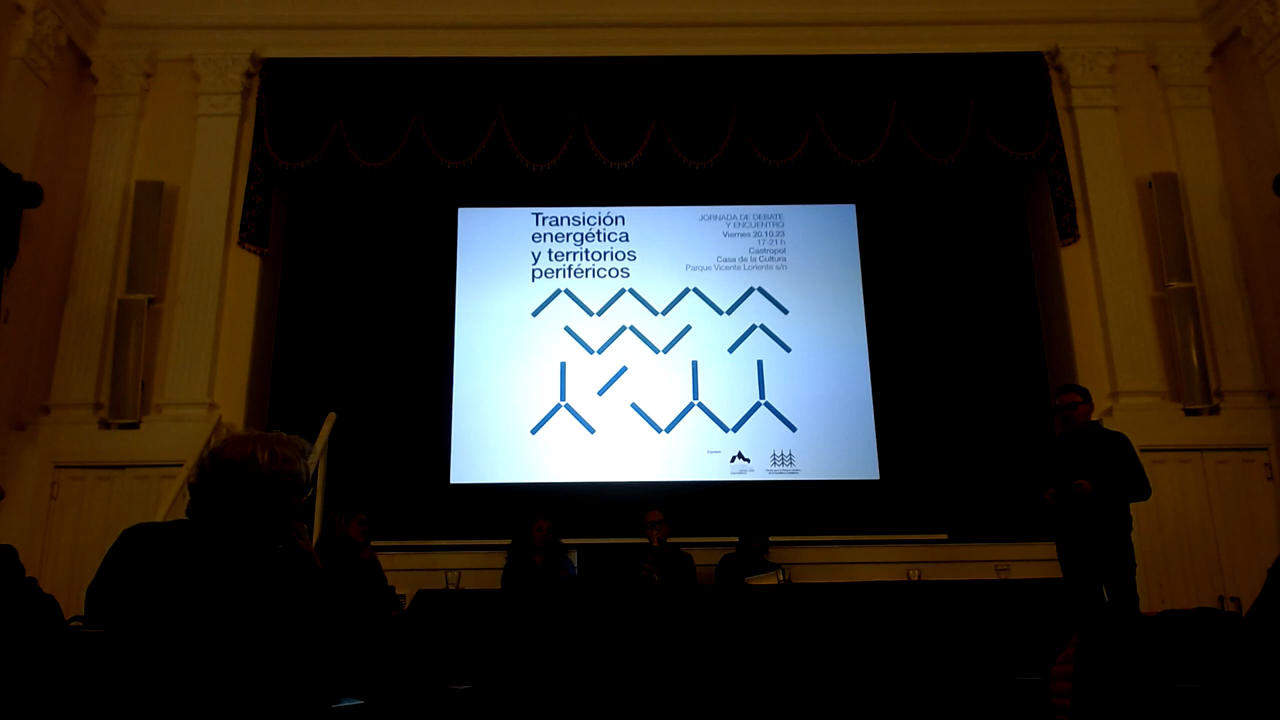 Transición
energética
y territorios
periféricos
JORNADA DE DEBATE
Y ENCUENTRO
Viernes 20.10.23
17-21 h
Castropol
Casa de la Cultura
Parque Vicente Loriente s/n